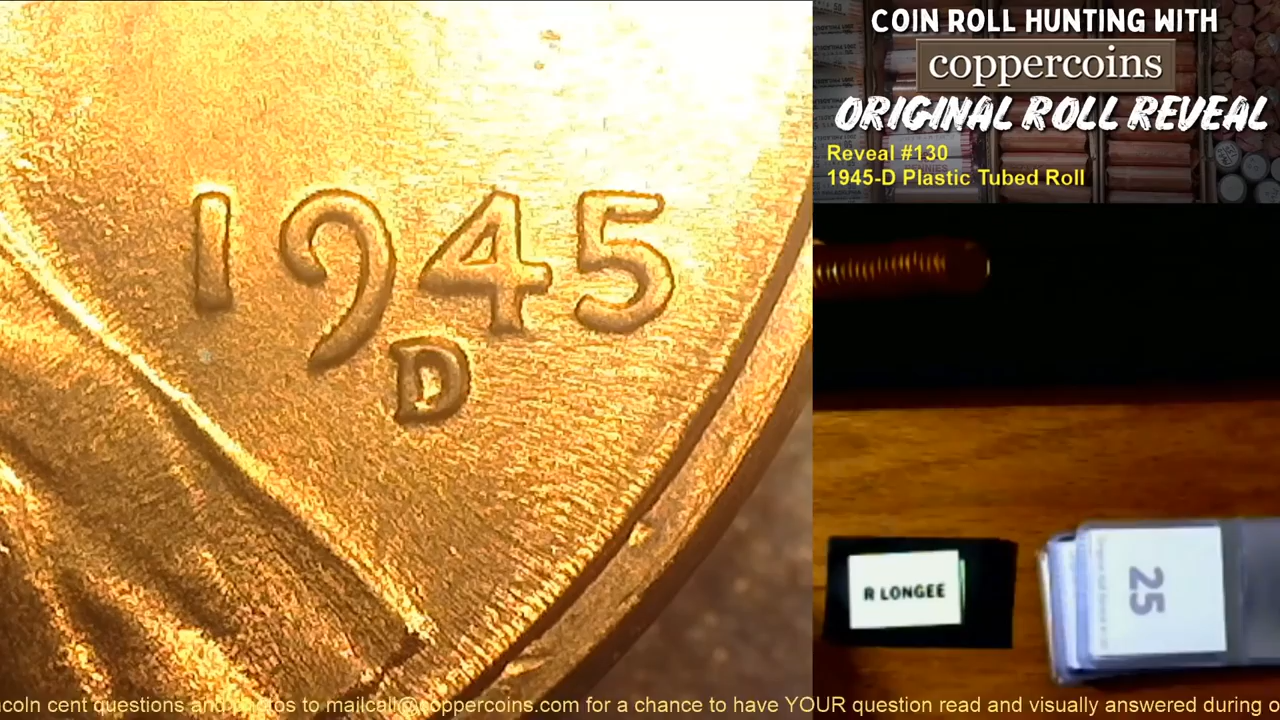 1945
D
COIN ROLL HUNTING WITH
coppercoins
ORIGINAL ROLL REVEAL
Reveal #130
1945-D Plastic Tubed Roll
R LONGEE
25
coln cent questions and photos to mailcall@coppercoins.com for a chance to have YOUR question read and visually answered during o